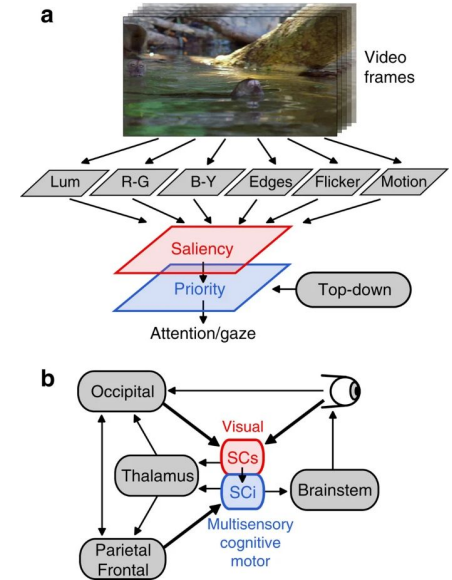 a
Video
frames
Lum
R-G
B-Y
Edges
Flicker
Motion
Saliency
Priority
Top-down
Attention/gaze
b
Occipital
Visual
SCs
Thalamus
SCi
Brainstem
Multisensory
cognitive
motor
Parietal
Frontal